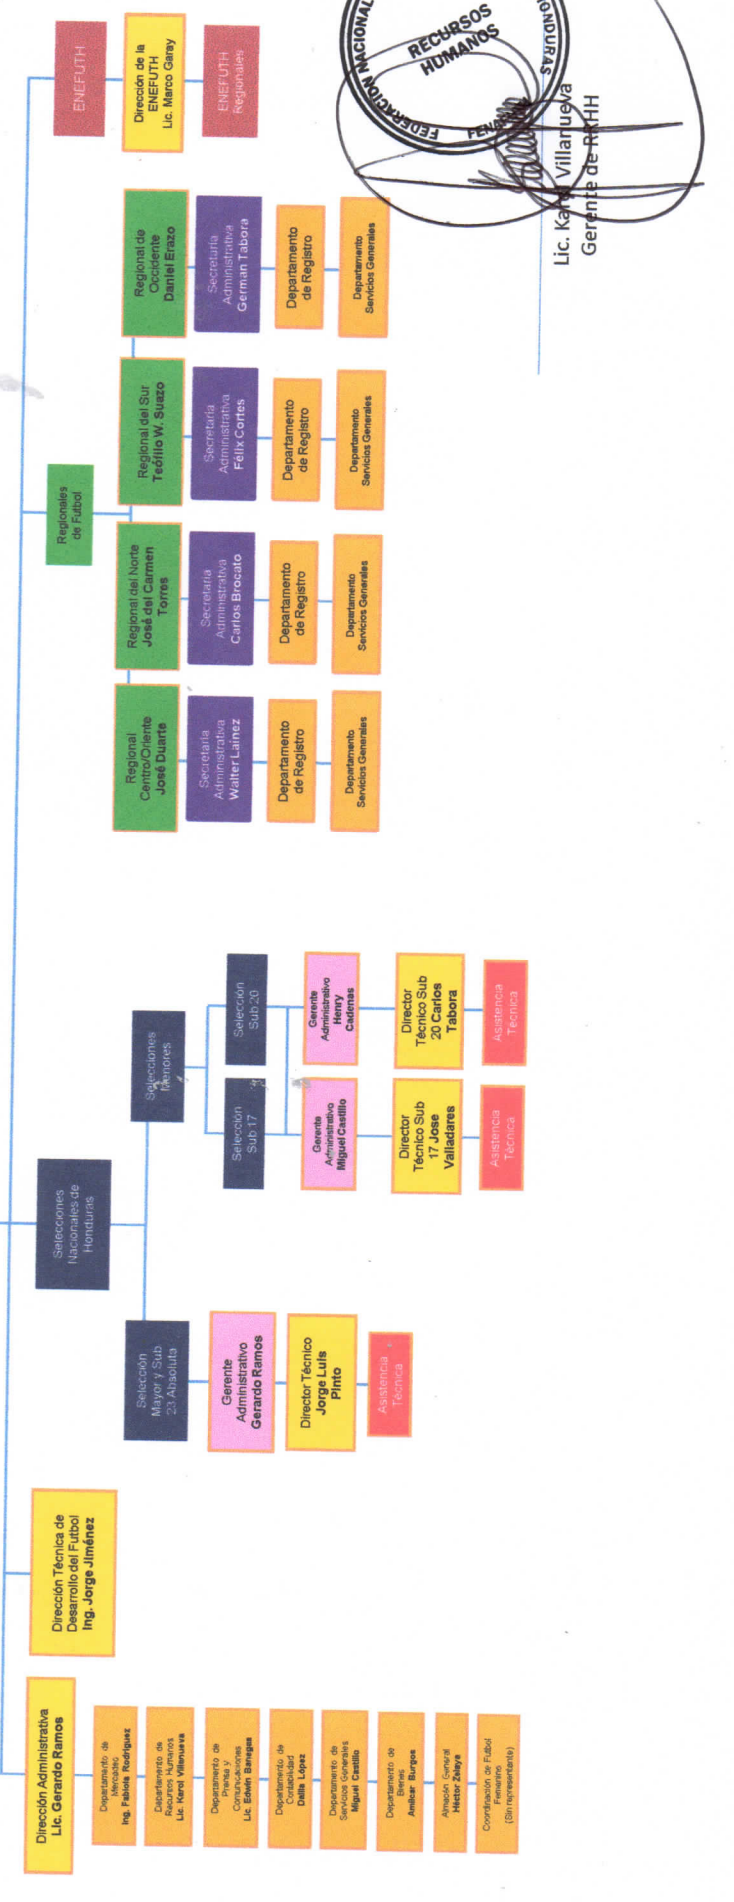 Dirección Administrativa
Lic. Gerardo Ramos
Departamento de
Mercadeo
Ing. Fabiola Rodriguez
Departamento de
Recursos Humanos
Lic. Karol Villanueva
Departamento de
Prensa y
Comunicaciones
Lic. Edwin Banegas
Departamento de
Contabilidad
Dalila López
Departamento de
Servicios Generales
Miguel Castillo
Departamento de
Bienes
Amilcar Burgos
Almacén General
Héctor Zelaya
Coordinación de Futbol
Femenino
(Sin representante)
Dirección Técnica de
Desarrollo del Futbol
Ing. Jorge Jiménez
Selecciones
Nacionales de
Honduras
Selección
Mayor y Sub
23 Absoluta
Gerente
Administrativo
Gerardo Ramos
Director Técnico
Jorge Luis
Pinto
Asistencia
Técnica
Selecciones
Menores
Selección
Sub 17
Gerente
Administrativo
Miguel Castillo
Director
Técnico Sub
17 Jose
Valladares
Asistencia
Técnica
Selección
Sub 20
Gerente
Administrativo
Henry
Cadenas
Director
Técnico Sub
20 Carlos
Tabora
Asistencia
Técnica
Regionales
de Futbol
Regional
Centro/Oriente
José Duarte
Secretaria
Administrativa
Walter Lainez
Departamento
de Registro
Departamento
Servicios Generales
Regional del Norte
José del Carmen
Torres
Secretaria
Administrativa
Carlos Brocato
Departamento
de Registro
Departamento
Servicios Generales
Regional del Sur
Teófilo W. Suazo
Secretaria
Administrativa
Félix Cortes
Departamento
de Registro
Departamento
Servicios Generales
Regional de
Occidente
Daniel Erazo
Secretaria
Administrativa
German Tabora
Departamento
de Registro
Departamento
Servicios Generales
ENEFUTH
Dirección de la
ENEFUTH
Lic. Marco Garay
ENEFUTH
Regionales
FEDERACION NACIONAL
HONDURAS
RECURSOS
HUMANOS
Lic. Karol Villanueva
Gerente de RRHH